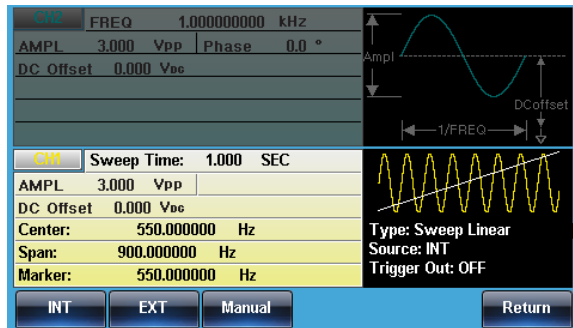 CH2 FREQ 1.000000000 kHz
AMPL 3.000 Vpp Phase 0.0 °
DC Offset 0.000 VDC
Ampl
DCoffset
1/FREQ
CH1 Sweep Time: 1.000 SEC
AMPL 3.000 Vpp
DC Offset 0.000 VDC
Center: 550.000000 Hz
Span: 900.000000 Hz
Marker: 550.000000 Hz
Type: Sweep Linear
Source: INT
Trigger Out: OFF
INT EXT Manual Return